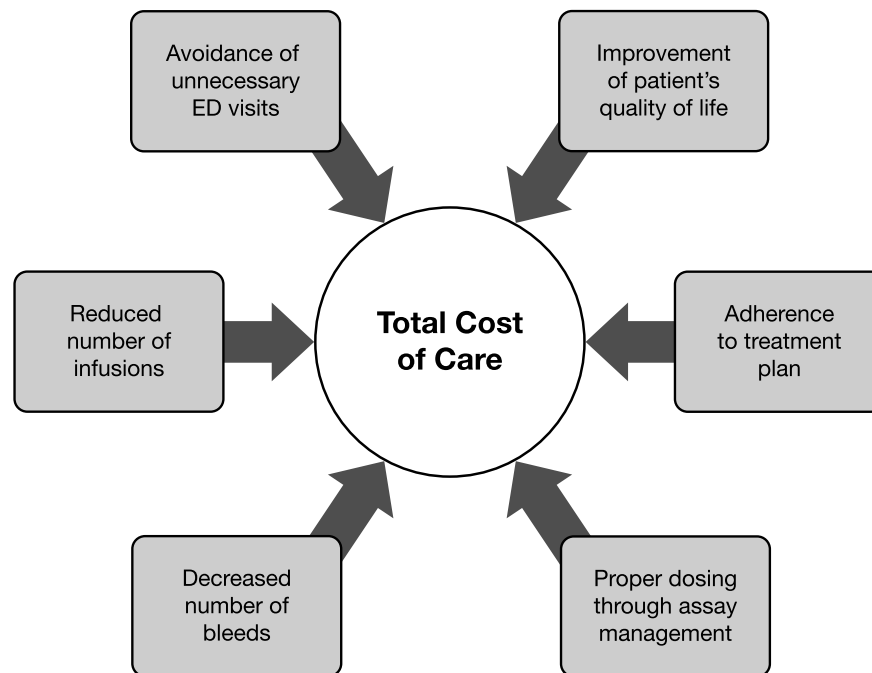 Avoidance of
unnecessary
ED visits
Improvement
of patient’s
quality of life
Reduced
number of
infusions
Total Cost
of Care
Adherence
to treatment
plan
Decreased
number of
bleeds
Proper dosing
through assay
management